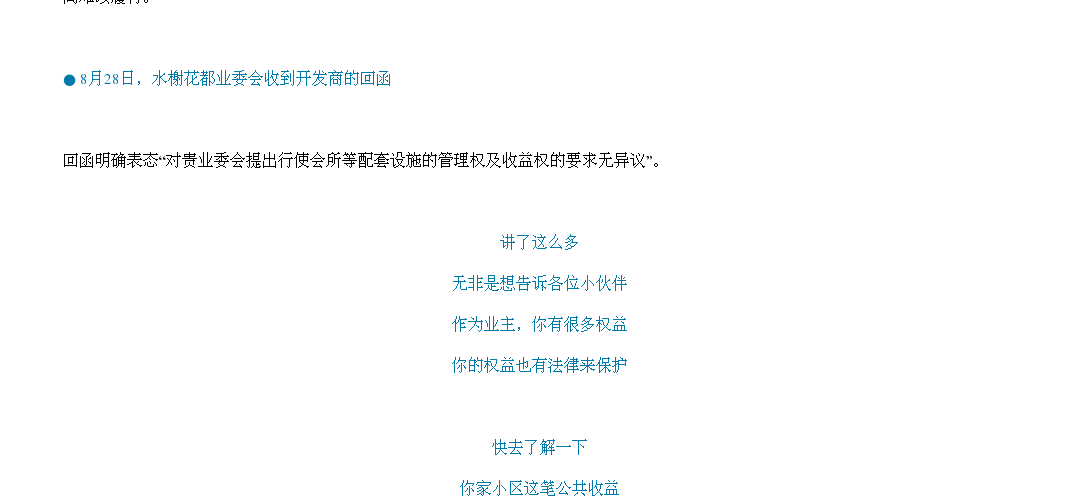 ● 8月28日，水榭花都业委会收到开发商的回函
回函明确表态“对贵业委会提出行使会所等配套设施的管理权及收益权的要求无异议”。
讲了这么多
无非是想告诉各位小伙伴
作为业主，你有很多权益
你的权益也有法律来保护
快去了解一下
你家小区这笔公共收益